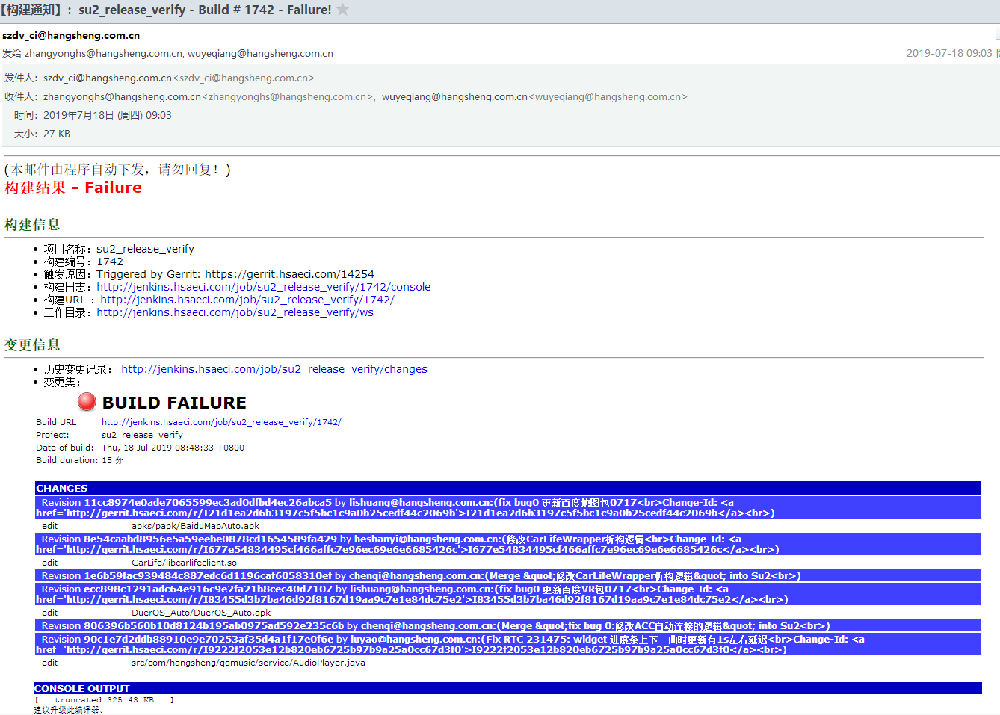 【构建通知】 : su2_release_verify - Build # 1742 - Failure!
szdv_ci@hangsheng.com.cn
发给 zhangyonghs@hangsheng.com.cn, wuyeqiang@hangsheng.com.cn
2019-07-18 09:03
发件人: szdv_ci@hangsheng.com.cn<szdv_ci@hangsheng.com.cn>
收件人: zhangyonghs@hangsheng.com.cn<zhangyonghs@hangsheng.com.cn>, wuyeqiang@hangsheng.com.cn<wuyeqiang@hangsheng.com.cn>
时间: 2019年7月18日 (周四) 09:03
大小: 27 KB
(本邮件由程序自动下发，请勿回复！)
构建结果 - Failure
构建信息
• 项目名称：su2_release_verify
• 构建编号：1742
• 触发原因：Triggered by Gerrit: https://gerrit.hsaeci.com/14254
• 构建日志：http://jenkins.hsaeci.com/job/su2_release_verify/1742/console
• 构建URL ：http://jenkins.hsaeci.com/job/su2_release_verify/1742/
• 工作目录：http://jenkins.hsaeci.com/job/su2_release_verify/ws
变更信息
• 历史变更记录： http://jenkins.hsaeci.com/job/su2_release_verify/changes
• 变更集：
BUILD FAILURE
Build URL http://jenkins.hsaeci.com/job/su2_release_verify/1742/
Project: su2_release_verify
Date of build: Thu, 18 Jul 2019 08:48:33 +0800
Build duration: 15 分
CHANGES
Revision 11cc8974e0ade7065599ec3ad0dfbd4ec26abca5 by lishuang@hangsheng.com.cn:(fix bug0 更新百度地图包0717<br>Change-Id: <a
href='http://gerrit.hsaeci.com/r/I21d1ea2d6b3197c5f5bc1c9a0b25cedf44c2069b'>I21d1ea2d6b3197c5f5bc1c9a0b25cedf44c2069b</a><br>)
edit apks/papk/BaiduMapAuto.apk
Revision 8e54caabd8956e5a59eebe0878cd1654589fa429 by heshanyi@hangsheng.com.cn:(修改CarLifeWrapper析构逻辑<br>Change-Id: <a
href='http://gerrit.hsaeci.com/r/I677e54834495cf466affc7e96ec69e6e6685426c'>I677e54834495cf466affc7e96ec69e6e6685426c</a><br>)
edit CarLife/libcarlifeclient.so
Revision 1e6b59fac939484c887edc6d1196caf6058310ef by chenqi@hangsheng.com.cn:(Merge &quot;修改CarLifeWrapper析构逻辑&quot; into Su2<br>)
Revision ecc898c1291adc64e916c9e2fa21b8cec40d7107 by lishuang@hangsheng.com.cn:(fix bug0 更新百度VR包0717<br>Change-Id: <a
href='http://gerrit.hsaeci.com/r/I83455d3b7ba46d92f8167d19aa9c7e1e84dc75e2'>I83455d3b7ba46d92f8167d19aa9c7e1e84dc75e2</a><br>)
edit DuerOS_Auto/DuerOS_Auto.apk
Revision 806396b560b10d8124b195ab0975ad592e235c6b by chenqi@hangsheng.com.cn:(Merge &quot;fix bug 0:修改ACC自动连接的逻辑&quot; into Su2<br>)
Revision 90c1e7d2ddb88910e9e70253af35d4a1f17e0f6e by luyao@hangsheng.com.cn:(Fix RTC 231475: widget 进度条上下一曲时更新有1s左右延迟<br>Change-Id: <a
href='http://gerrit.hsaeci.com/r/I9222f2053e12b820eb6725b97b9a25a0cc67d3f0'>I9222f2053e12b820eb6725b97b9a25a0cc67d3f0</a><br>)
edit src/com/hangsheng/qqmusic/service/AudioPlayer.java
CONSOLE OUTPUT
[...truncated 325.43 KB...]
建议升级此编译器。